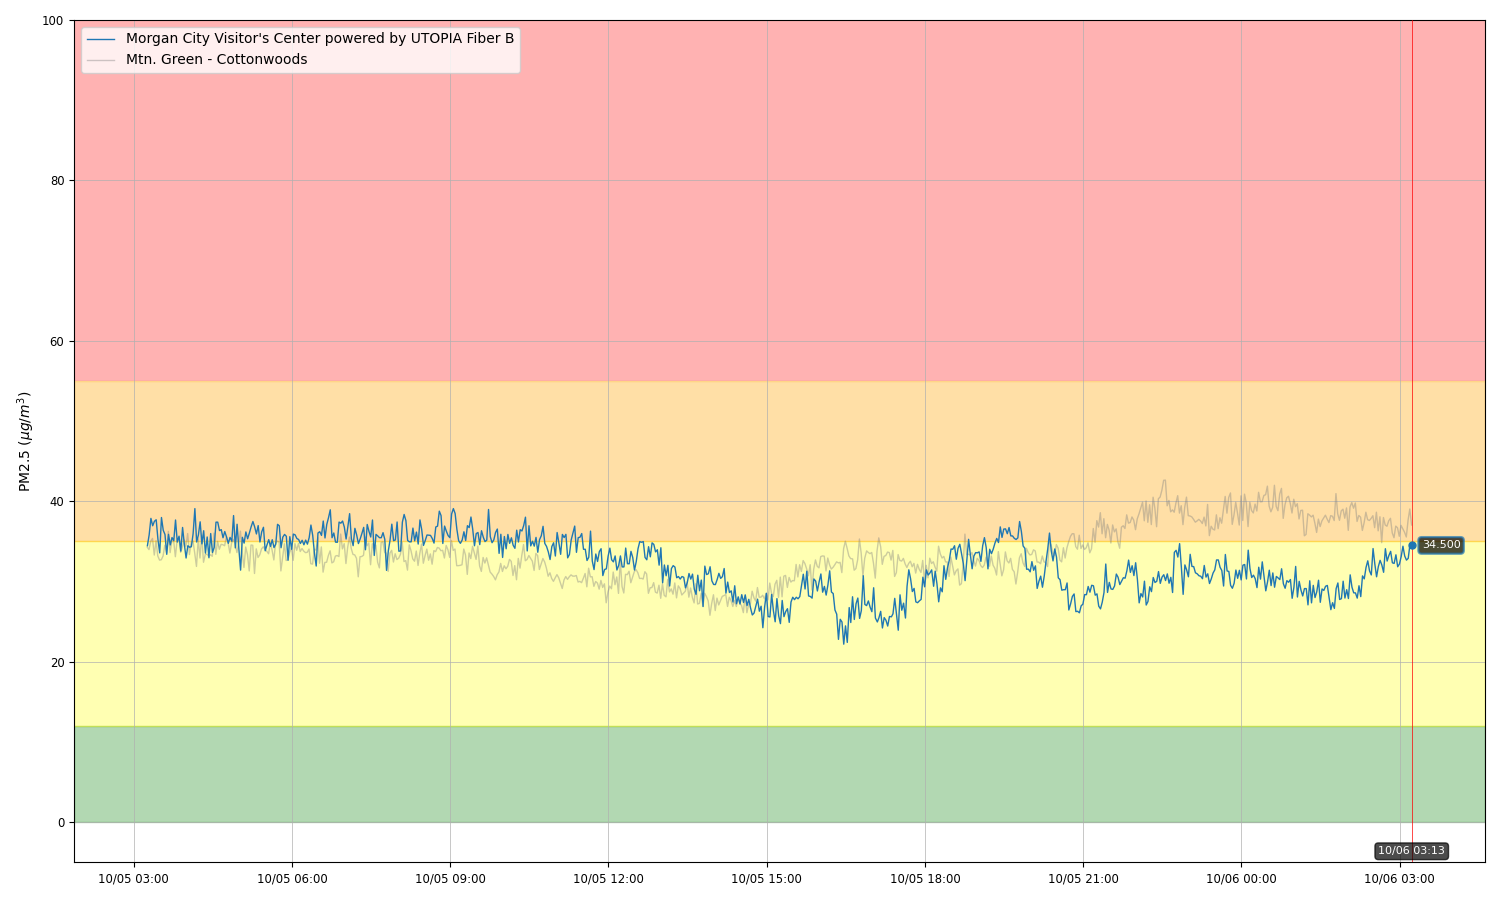 Morgan City Visitor's Center powered by UTOPIA Fiber B
Mtn. Green - Cottonwoods
100
80
60
40
20
0
PM2.5 (μg/m³)
34.500
10/06 03:13
10/05 03:00 10/05 06:00 10/05 09:00 10/05 12:00 10/05 15:00 10/05 18:00 10/05 21:00 10/06 00:00 10/06 03:00